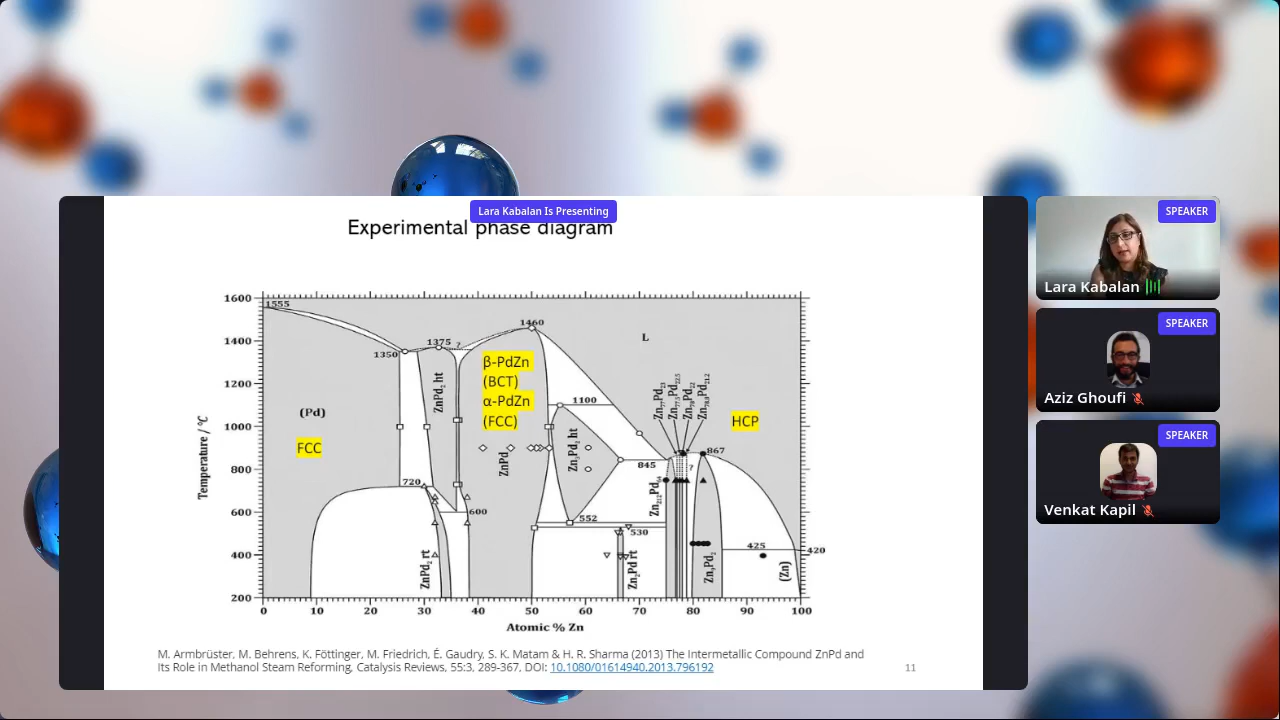 Lara Kabalan Is Presenting
Experimental phase diagram
1600
1400
1200
1000
800
600
400
200
Temperature / °C
1555
1350
1375
?
1460
1100
845
867
720
600
552
530
425
420
L
(Pd)
FCC
ZnPd₂ ht
β-PdZn
(BCT)
α-PdZn
(FCC)
ZnPd
HCP
ZnPd₂ rt
Zn₂Pd rt
?
(Zn)
0 10 20 30 40 50 60 70 80 90 100
Atomic % Zn
M. Armbrüster, M. Behrens, K. Föttinger, M. Friedrich, É. Gaudry, S. K. Matam & H. R. Sharma (2013) The Intermetallic Compound ZnPd and
Its Role in Methanol Steam Reforming, Catalysis Reviews, 55:3, 289-367, DOI: 10.1080/01614940.2013.796192
11
SPEAKER
Lara Kabalan
SPEAKER
Aziz Ghoufi
SPEAKER
Venkat Kapil